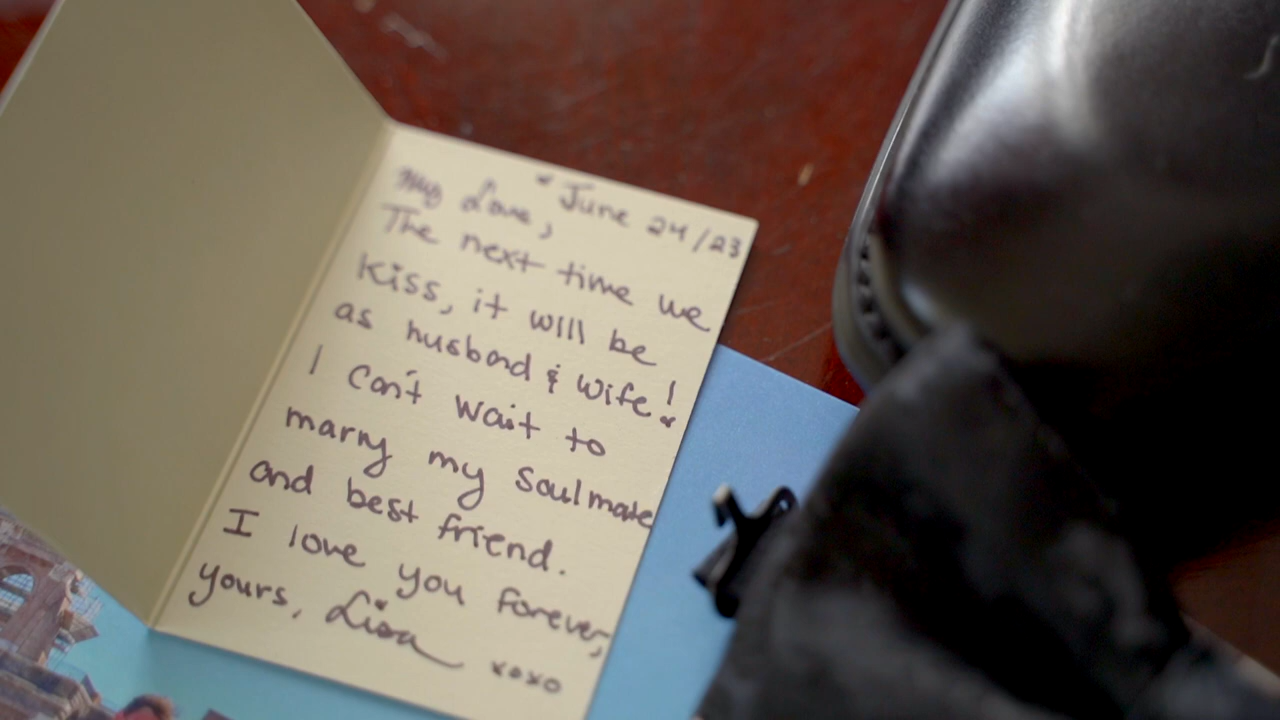 * June 24/23
My Love,
The next time we
kiss, it will be
as husband & wife!
I can't wait to
marry my soulmate
and best friend.
I love you forever,
yours, Lisa
xoxo